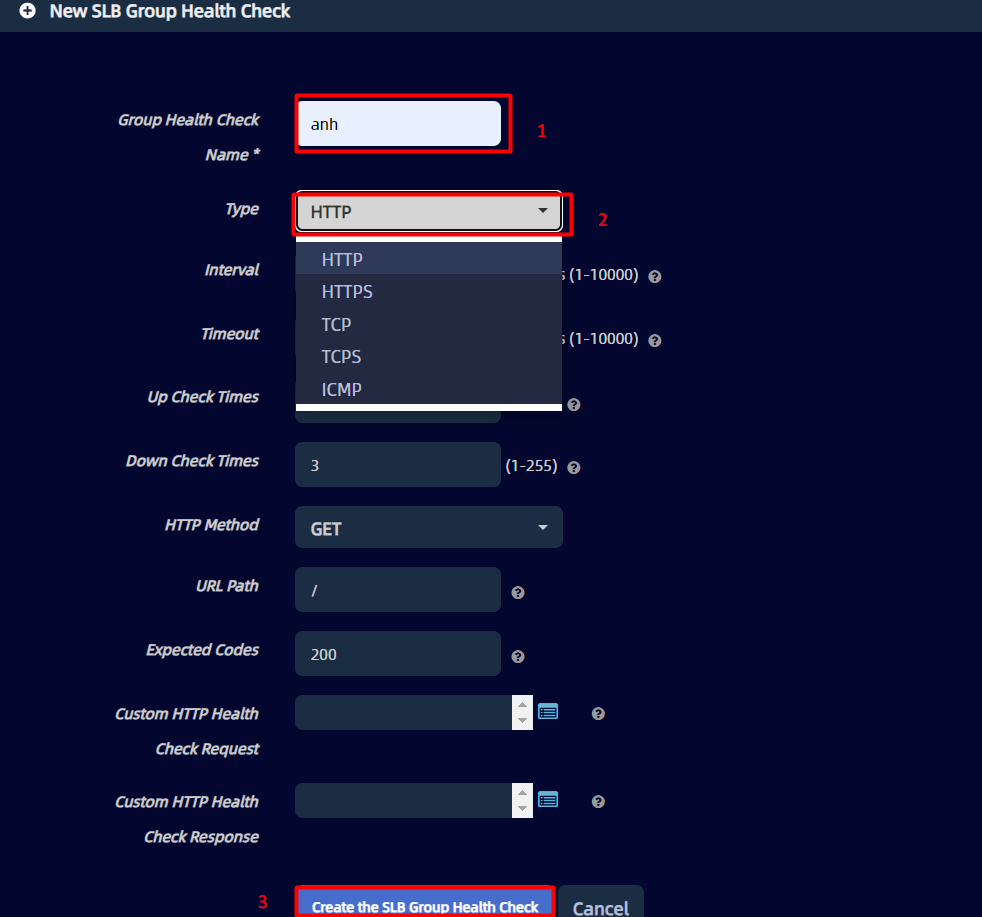 New SLB Group Health Check
Group Health Check
Name *
anh
1
Type
HTTP
2
HTTP
Interval
(1-10000)
HTTPS
TCP
Timeout
(1-10000)
TCPS
ICMP
Up Check Times
Down Check Times
3
(1-255)
HTTP Method
GET
URL Path
/
Expected Codes
200
Custom HTTP Health
Check Request
Custom HTTP Health
Check Response
3
Create the SLB Group Health Check
Cancel